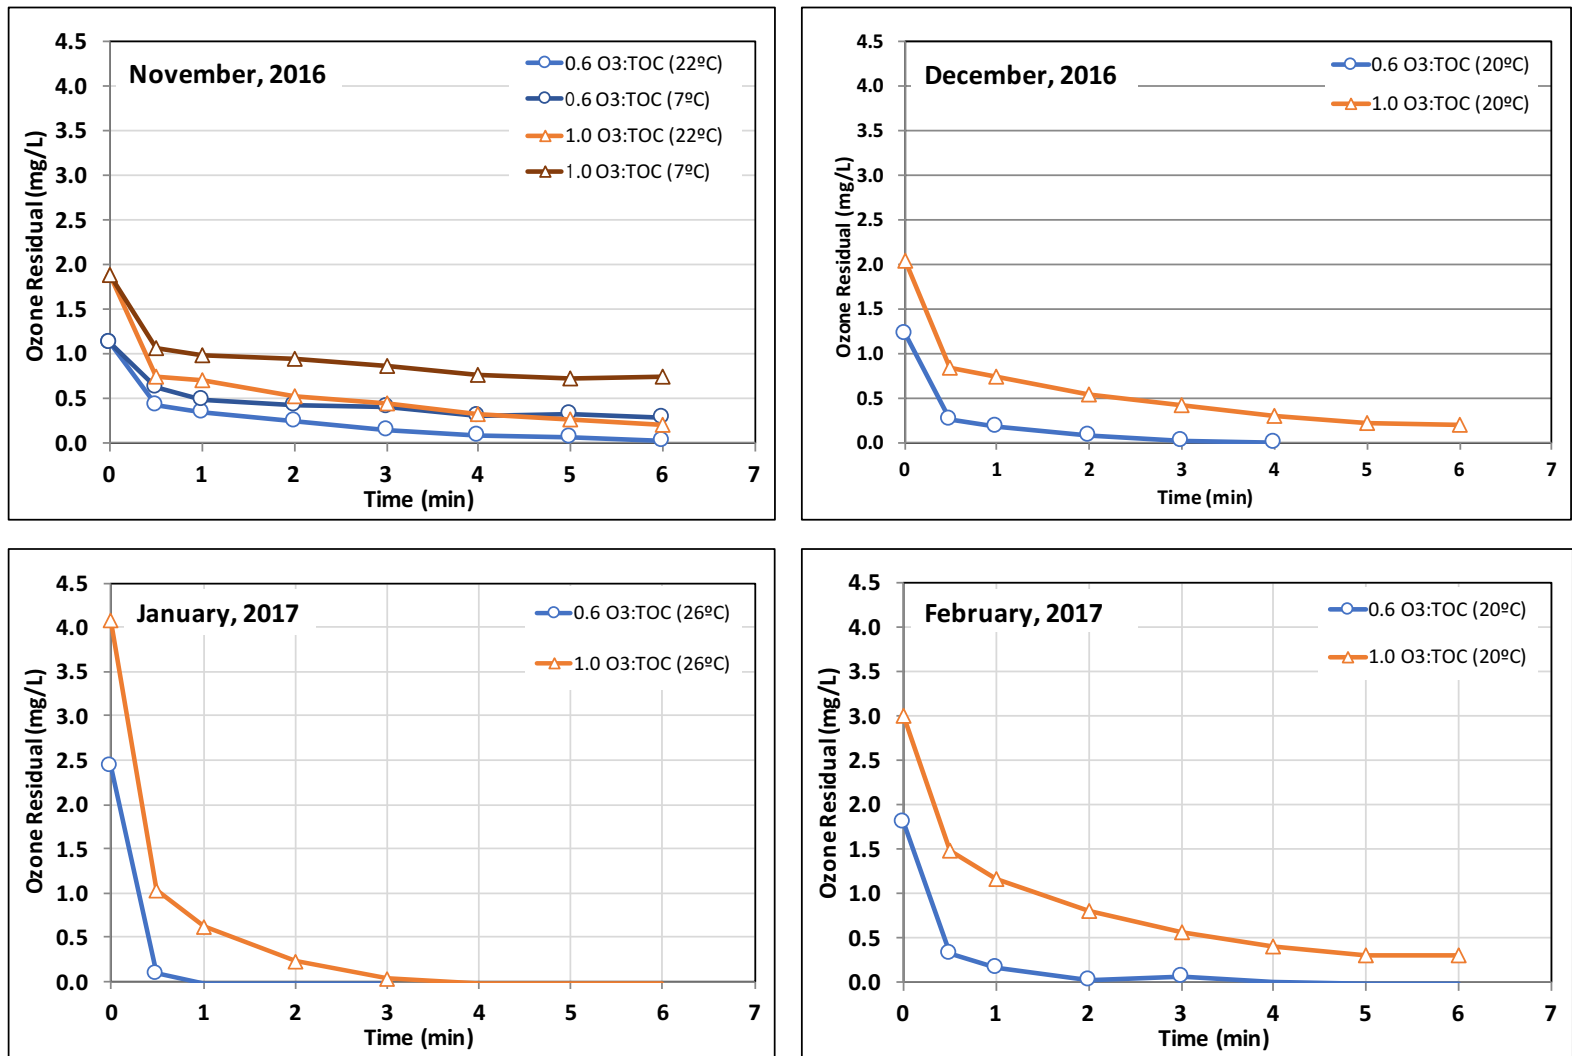 November, 2016
0.6 O3:TOC (22ºC)
0.6 O3:TOC (7ºC)
1.0 O3:TOC (22ºC)
1.0 O3:TOC (7ºC)
Ozone Residual (mg/L)
4.5
4.0
3.5
3.0
2.5
2.0
1.5
1.0
0.5
0.0
0 1 2 3 4 5 6 7
Time (min)
December, 2016
0.6 O3:TOC (20ºC)
1.0 O3:TOC (20ºC)
Ozone Residual (mg/L)
4.5
4.0
3.5
3.0
2.5
2.0
1.5
1.0
0.5
0.0
0 1 2 3 4 5 6 7
Time (min)
January, 2017
0.6 O3:TOC (26ºC)
1.0 O3:TOC (26ºC)
Ozone Residual (mg/L)
4.5
4.0
3.5
3.0
2.5
2.0
1.5
1.0
0.5
0.0
0 1 2 3 4 5 6 7
Time (min)
February, 2017
0.6 O3:TOC (20ºC)
1.0 O3:TOC (20ºC)
Ozone Residual (mg/L)
4.5
4.0
3.5
3.0
2.5
2.0
1.5
1.0
0.5
0.0
0 1 2 3 4 5 6 7
Time (min)